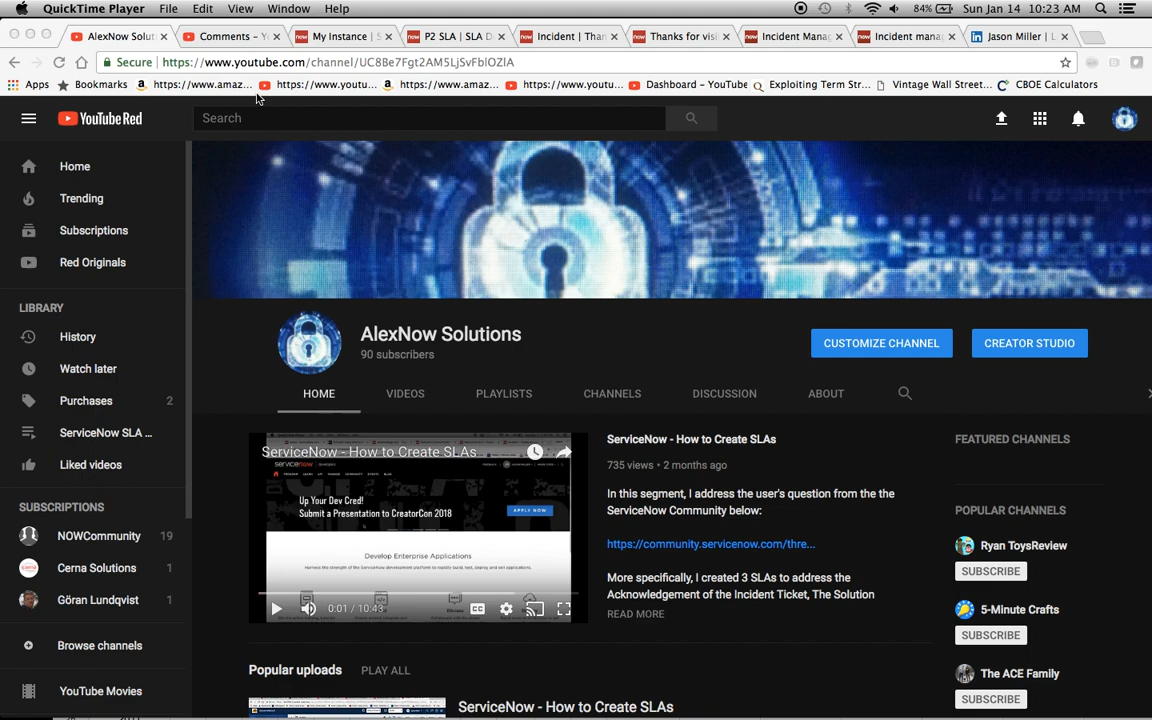 QuickTime Player File Edit View Window Help 84% Sun Jan 14 10:23 AM
AlexNow Solut Comments - Y My Instance | S P2 SLA | SLA D Incident | Than Thanks for visi Incident Mana Incident mana Jason Miller | L
Secure https://www.youtube.com/channel/UC8Be7Fgt2AM5LjSvFblOZlA
Apps Bookmarks https://www.amaz... https://www.youtu... https://www.amaz... https://www.youtu... Dashboard - YouTube Exploiting Term Str... Vintage Wall Street... CBOE Calculators
YouTube Red Search
Home
Trending
Subscriptions
Red Originals
LIBRARY
History
Watch later
Purchases 2
ServiceNow SLA ...
Liked videos
SUBSCRIPTIONS
NOWCommunity 19
Cerna Solutions 1
Göran Lundqvist 1
Browse channels
YouTube Movies
AlexNow Solutions
90 subscribers
CUSTOMIZE CHANNEL CREATOR STUDIO
HOME VIDEOS PLAYLISTS CHANNELS DISCUSSION ABOUT
ServiceNow - How to Create SLAs
servicenow
Up Your Dev Cred!
Submit a Presentation to CreatorCon 2018
APPLY NOW
Develop Enterprise Applications
0:01 / 10:43
CC
ServiceNow - How to Create SLAs
735 views • 2 months ago
In this segment, I address the user's question from the the
ServiceNow Community below:
https://community.servicenow.com/thre...
More specifically, I created 3 SLAs to address the
Acknowledgement of the Incident Ticket, The Solution
READ MORE
FEATURED CHANNELS
POPULAR CHANNELS
Ryan ToysReview
SUBSCRIBE
5-Minute Crafts
SUBSCRIBE
The ACE Family
SUBSCRIBE
Popular uploads PLAY ALL
ServiceNow - How to Create SLAs